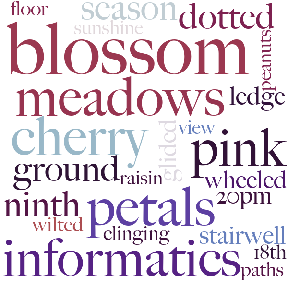 floor
season
sunshine
dotted
blossom
peanuts
meadows
ledge
cherry
glided
view
pink
ground
raisin
wheeled
20pm
ninth
petals
wilted
clinging
stairwell
informatics
18th
paths